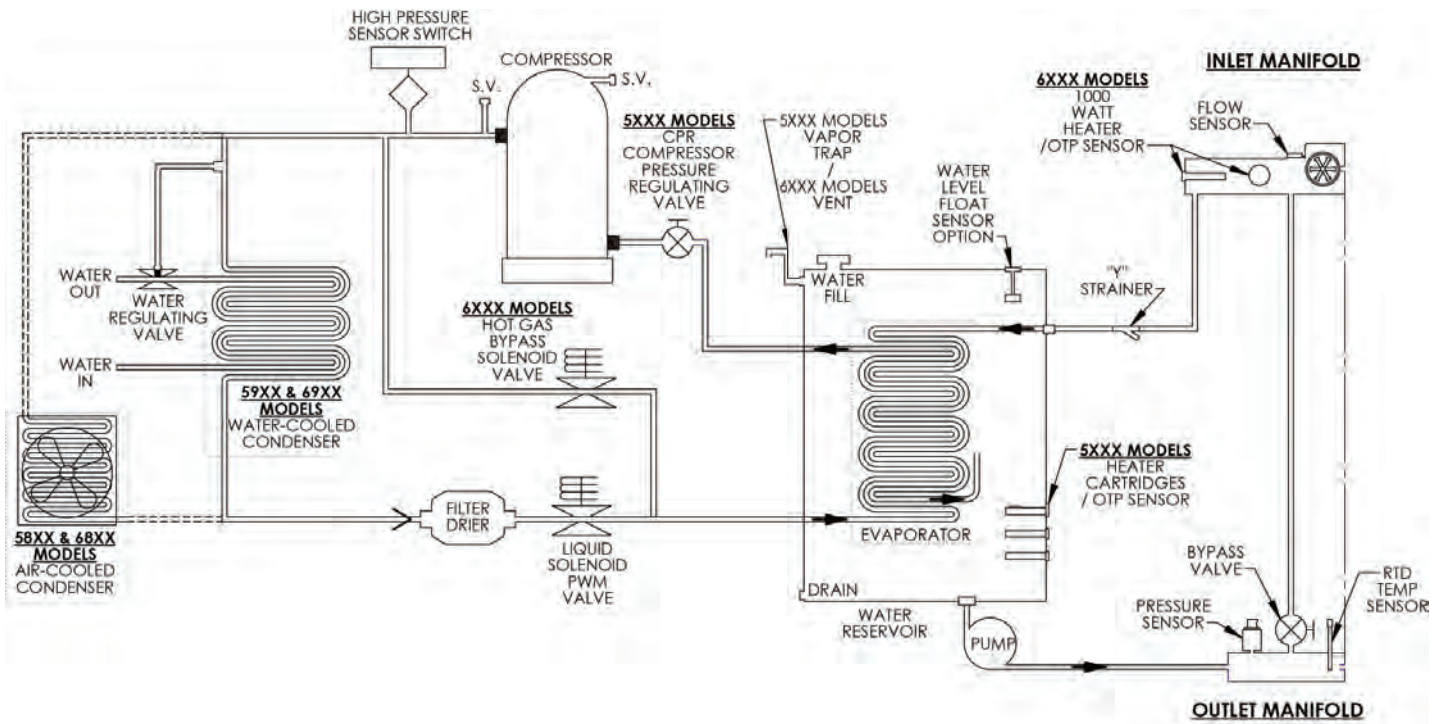 HIGH PRESSURE
SENSOR SWITCH
COMPRESSOR
S.V.
S.V.
5XXX MODELS
CPR
COMPRESSOR
PRESSURE
REGULATING
VALVE
5XXX MODELS
VAPOR
TRAP
/
6XXX MODELS
VENT
WATER
LEVEL
FLOAT
SENSOR
OPTION
6XXX MODELS
1000
WATT
HEATER
/OTP SENSOR
INLET MANIFOLD
FLOW
SENSOR
"Y"
STRAINER
WATER
OUT
WATER
REGULATING
VALVE
WATER
IN
59XX & 69XX
MODELS
WATER-COOLED
CONDENSER
6XXX MODELS
HOT GAS
BYPASS
SOLENOID
VALVE
WATER
FILL
5XXX MODELS
HEATER
CARTRIDGES
/ OTP SENSOR
58XX & 68XX
MODELS
AIR-COOLED
CONDENSER
FILTER
DRIER
LIQUID
SOLENOID
PWM
VALVE
EVAPORATOR
DRAIN
WATER
RESERVOIR
PUMP
PRESSURE
SENSOR
BYPASS
VALVE
RTD
TEMP
SENSOR
OUTLET MANIFOLD